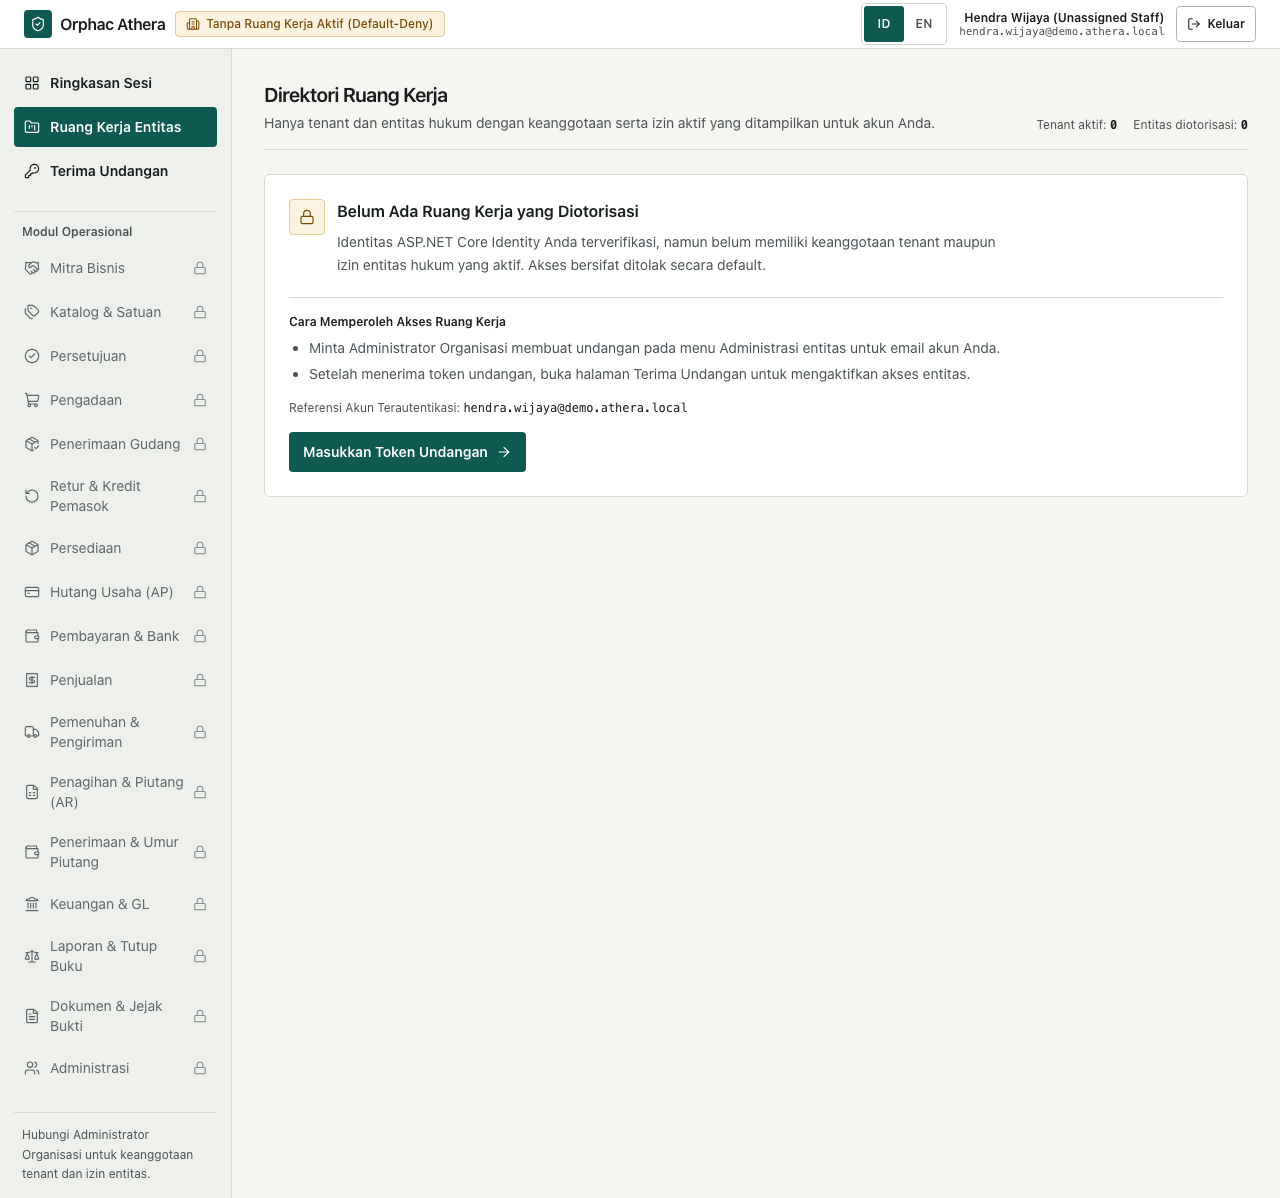 Orphac Athera
Tanpa Ruang Kerja Aktif (Default-Deny)
ID
EN
Hendra Wijaya (Unassigned Staff)
hendra.wijaya@demo.athera.local
Keluar
Ringkasan Sesi
Ruang Kerja Entitas
Terima Undangan
Modul Operasional
Mitra Bisnis
Katalog & Satuan
Persetujuan
Pengadaan
Penerimaan Gudang
Retur & Kredit
Pemasok
Persediaan
Hutang Usaha (AP)
Pembayaran & Bank
Penjualan
Pemenuhan &
Pengiriman
Penagihan & Piutang
(AR)
Penerimaan & Umur
Piutang
Keuangan & GL
Laporan & Tutup
Buku
Dokumen & Jejak
Bukti
Administrasi
Hubungi Administrator
Organisasi untuk keanggotaan
tenant dan izin entitas.
Direktori Ruang Kerja
Hanya tenant dan entitas hukum dengan keanggotaan serta izin aktif yang ditampilkan untuk akun Anda.
Tenant aktif: 0
Entitas diotorisasi: 0
Belum Ada Ruang Kerja yang Diotorisasi
Identitas ASP.NET Core Identity Anda terverifikasi, namun belum memiliki keanggotaan tenant maupun
izin entitas hukum yang aktif. Akses bersifat ditolak secara default.
Cara Memperoleh Akses Ruang Kerja
• Minta Administrator Organisasi membuat undangan pada menu Administrasi entitas untuk email akun Anda.
• Setelah menerima token undangan, buka halaman Terima Undangan untuk mengaktifkan akses entitas.
Referensi Akun Terautentikasi: hendra.wijaya@demo.athera.local
Masukkan Token Undangan